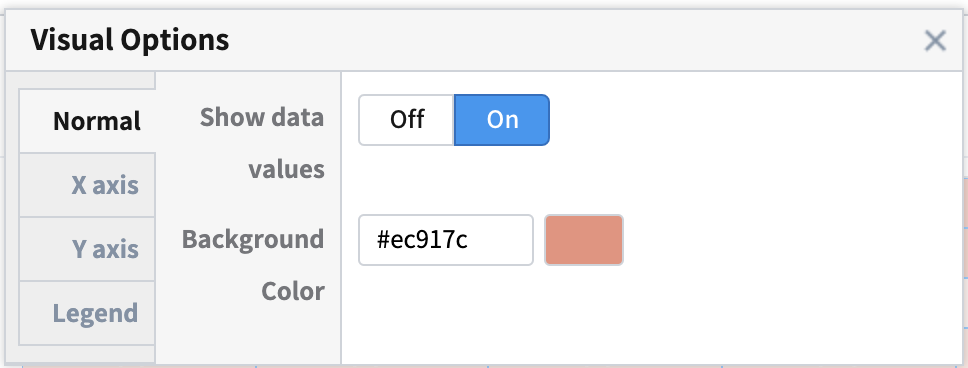 Visual Options
Normal
X axis
Y axis
Legend
Show data
values
Off On
Background
Color
#ec917c